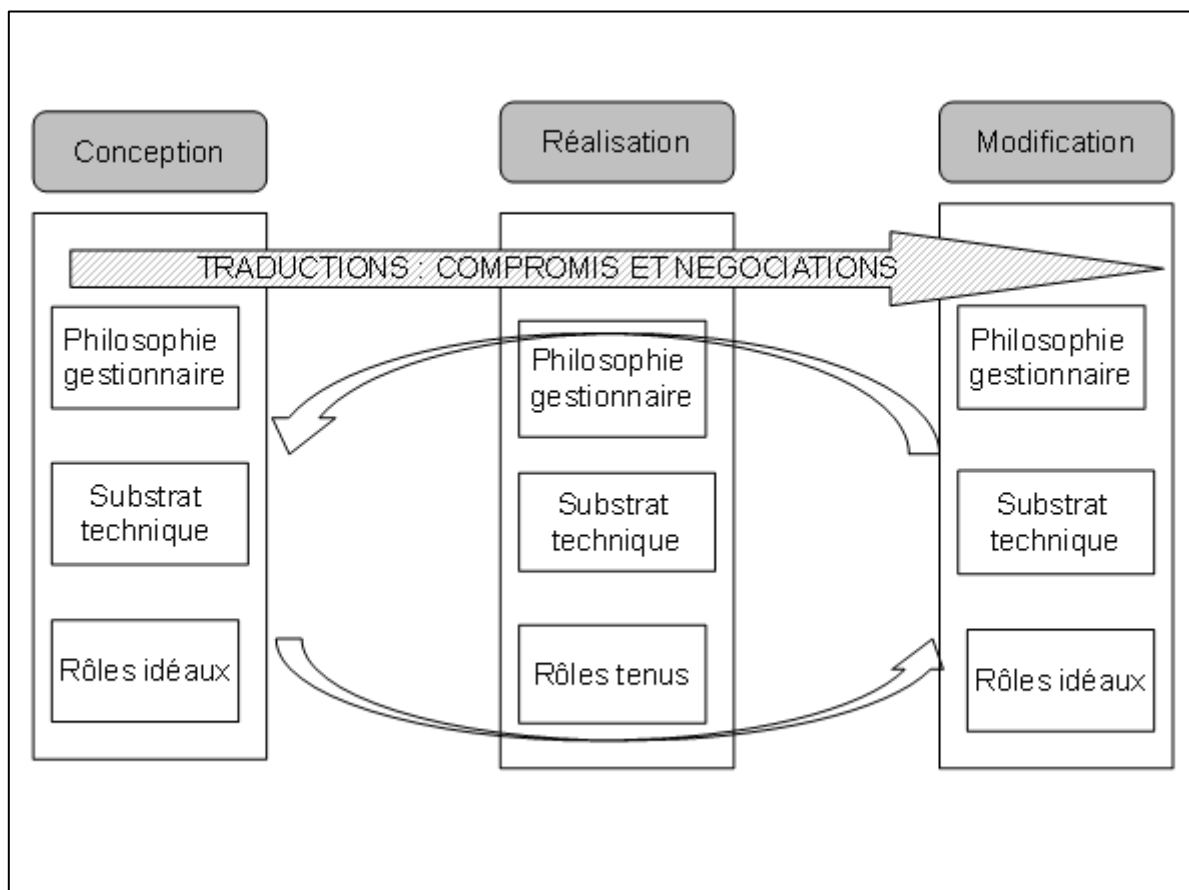 Conception
Réalisation
Modification
TRADUCTIONS : COMPROMIS ET NEGOCIATIONS
Philosophie
gestionnaire
Philosophie
gestionnaire
Philosophie
gestionnaire
Substrat
technique
Substrat
technique
Substrat
technique
Rôles idéaux
Rôles tenus
Rôles idéaux